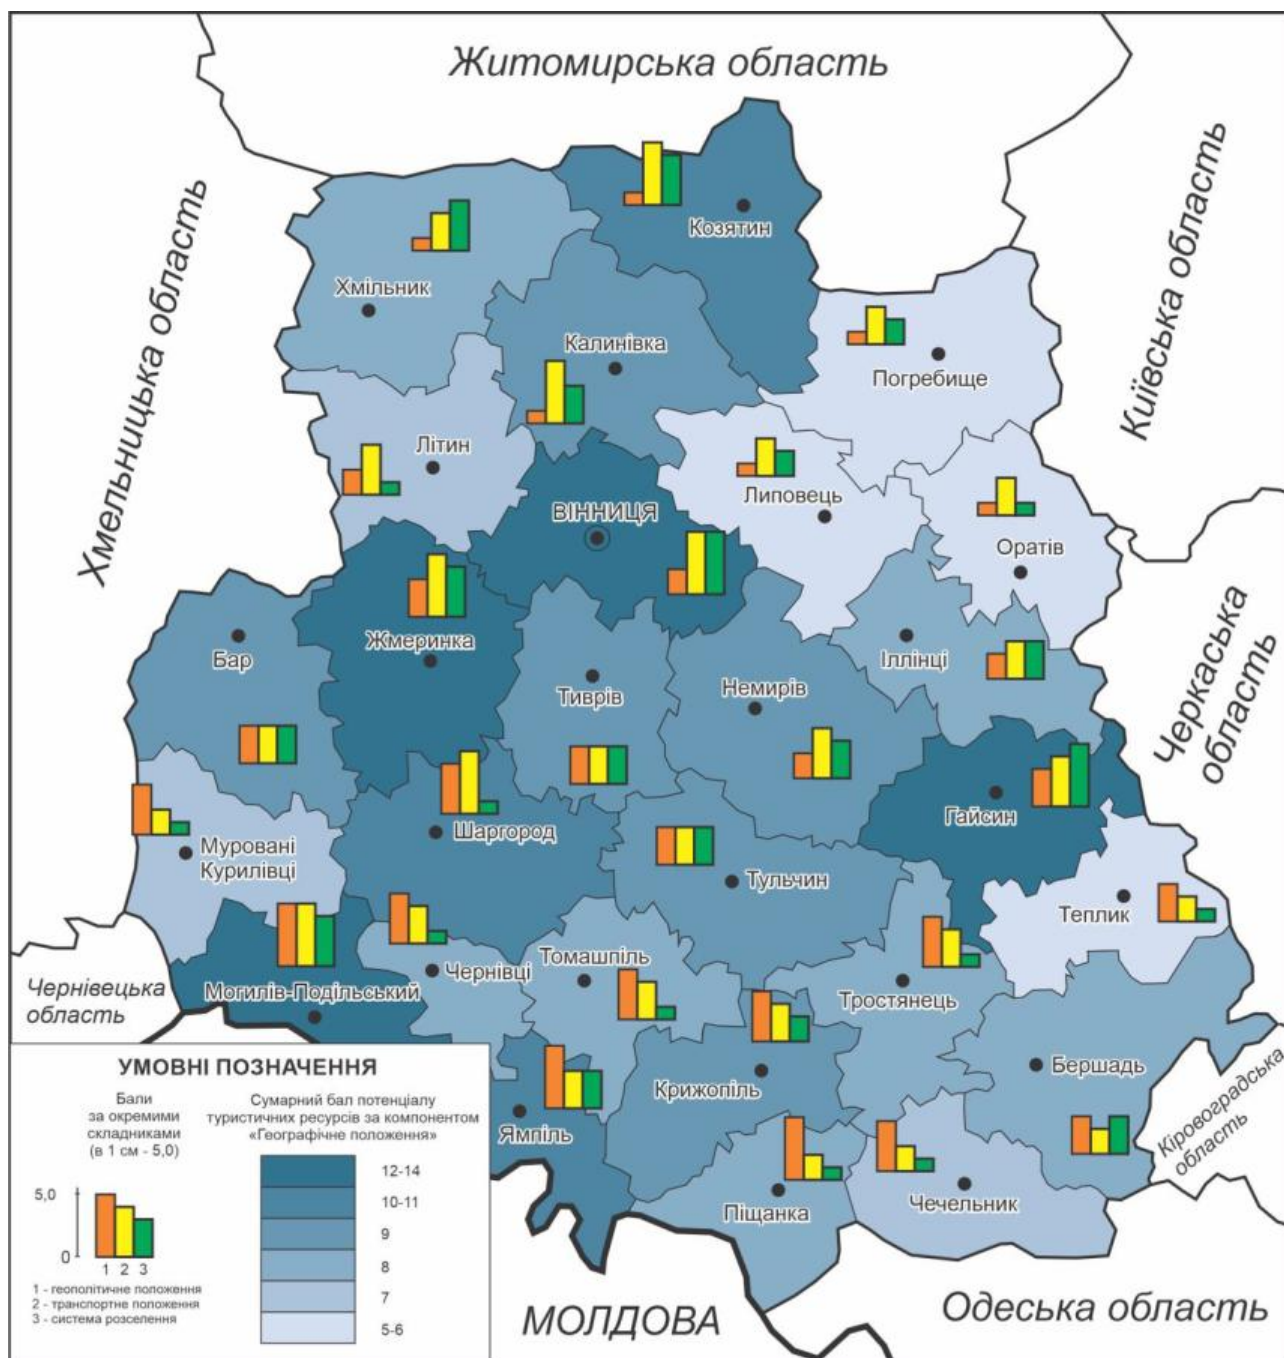 Житомирська область
Козятин
Хмільник
Хмельницька область
Київська область
Калинівка
Погребище
Літин
Липовець
ВІННИЦЯ
Оратів
Жмеринка
Бар
Тиврів
Немирів
Іллінці
Черкаська
область
Гайсин
Шаргород
Муровані
Курилівці
Тульчин
Теплик
Чернівці
Томашпіль
Тростянець
Чернівецька
область
Могилів-Подільський
Бершадь
Крижопіль
Кіровоградська
область
Ямпіль
Піщанка
Чечельник
МОЛДОВА
Одеська область
УМОВНІ ПОЗНАЧЕННЯ
Бали
за окремими
складниками
(в 1 см - 5,0)
5,0
0
1 2 3
1 - геополітичне положення
2 - транспортне положення
3 - система розселення
Сумарний бал потенціалу
туристичних ресурсів за компонентом
«Географічне положення»
12-14
10-11
9
8
7
5-6